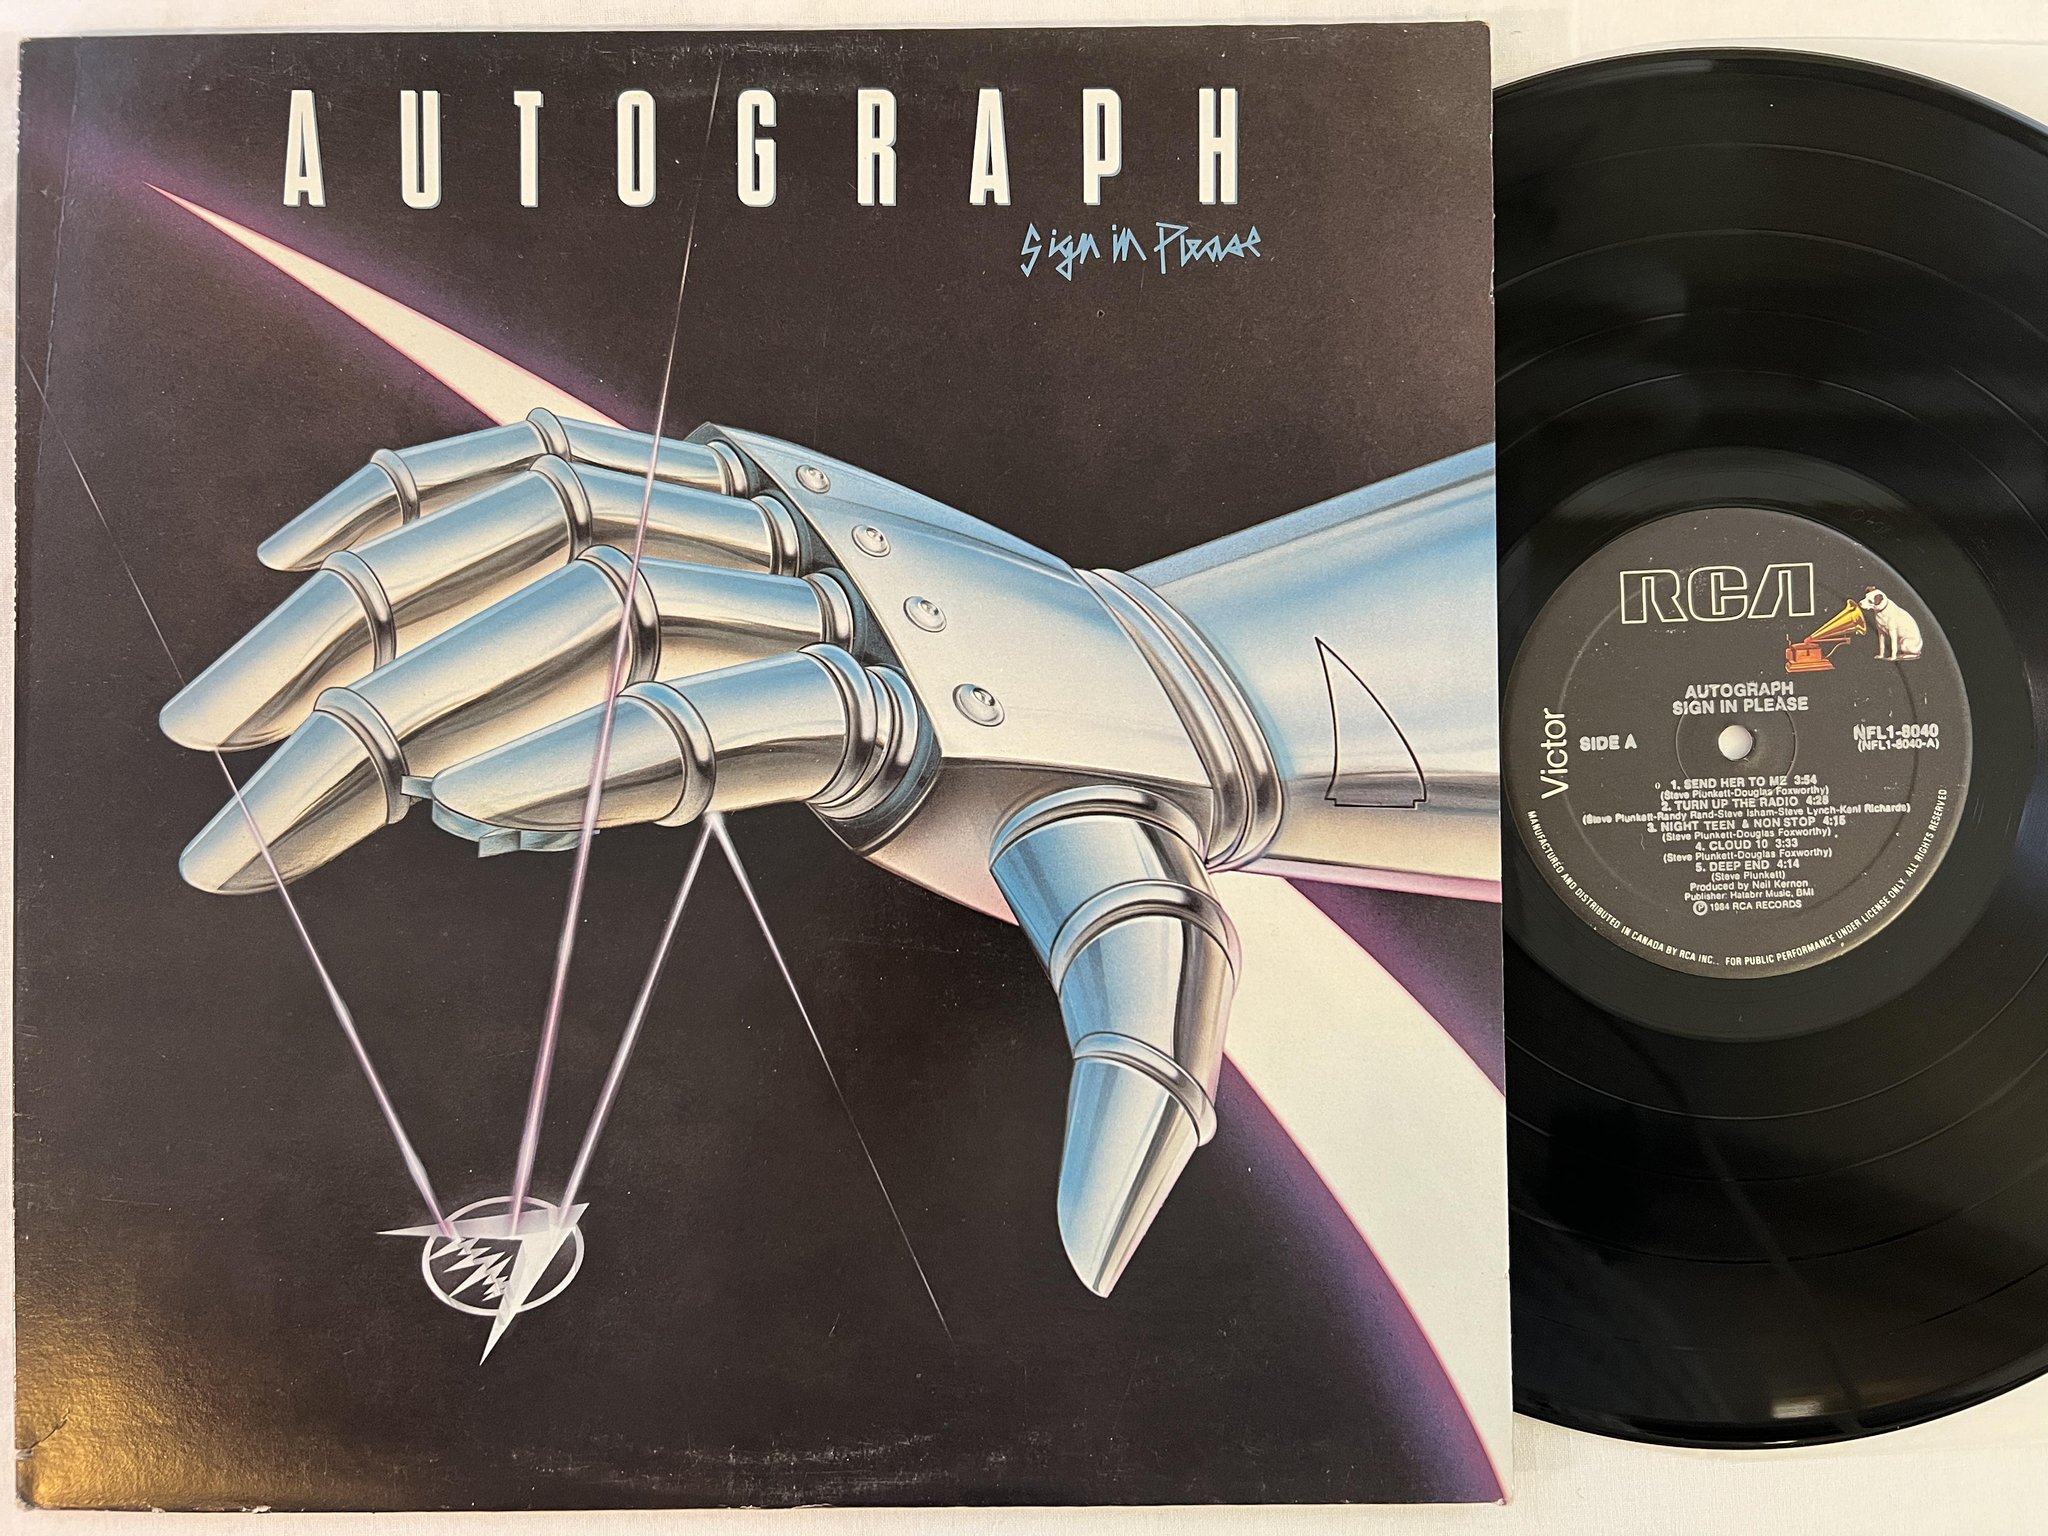 AUTOGRAPH
Sign in Please
RCA
AUTOGRAPH
SIGN IN PLEASE
Victor
SIDE A
NFL1-8040
(NFL1-8040-A)
1. SEND HER TO ME 3:54
(Steve Plunkett-Douglas Foxworthy)
2. TURN UP THE RADIO 4:28
(Steve Plunkett-Randy Rand-Steve Isham-Steve Lynch-Keni Richards)
3. NIGHT TEEN & NON STOP 4:15
(Steve Plunkett-Douglas Foxworthy)
4. CLOUD 10 3:33
(Steve Plunkett-Douglas Foxworthy)
5. DEEP END 4:14
(Steve Plunkett)
Produced by Neil Kernon
Publisher: Hatabrr Music, BMI
℗ 1984 RCA RECORDS
MANUFACTURED AND DISTRIBUTED IN CANADA BY RCA INC.. FOR PUBLIC PERFORMANCE UNDER LICENSE ONLY. ALL RIGHTS RESERVED